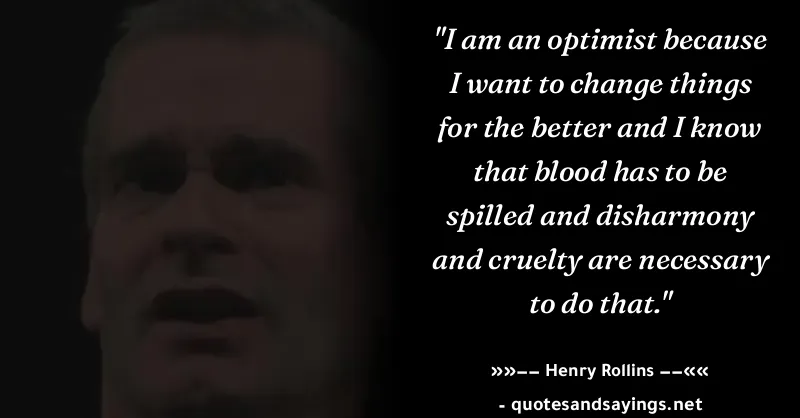 "I am an optimist because
I want to change things
for the better and I know
that blood has to be
spilled and disharmony
and cruelty are necessary
to do that."
»»―― Henry Rollins ――««
- quotesandsayings.net